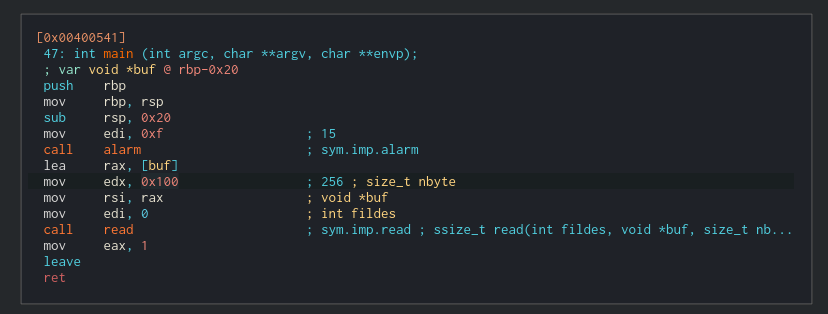 [0x00400541]
47: int main (int argc, char **argv, char **envp);
; var void *buf @ rbp-0x20
push rbp
mov rbp, rsp
sub rsp, 0x20
mov edi, 0xf ; 15
call alarm ; sym.imp.alarm
lea rax, [buf]
mov edx, 0x100 ; 256 ; size_t nbyte
mov rsi, rax ; void *buf
mov edi, 0 ; int fildes
call read ; sym.imp.read ; ssize_t read(int fildes, void *buf, size_t nb...
mov eax, 1
leave
ret